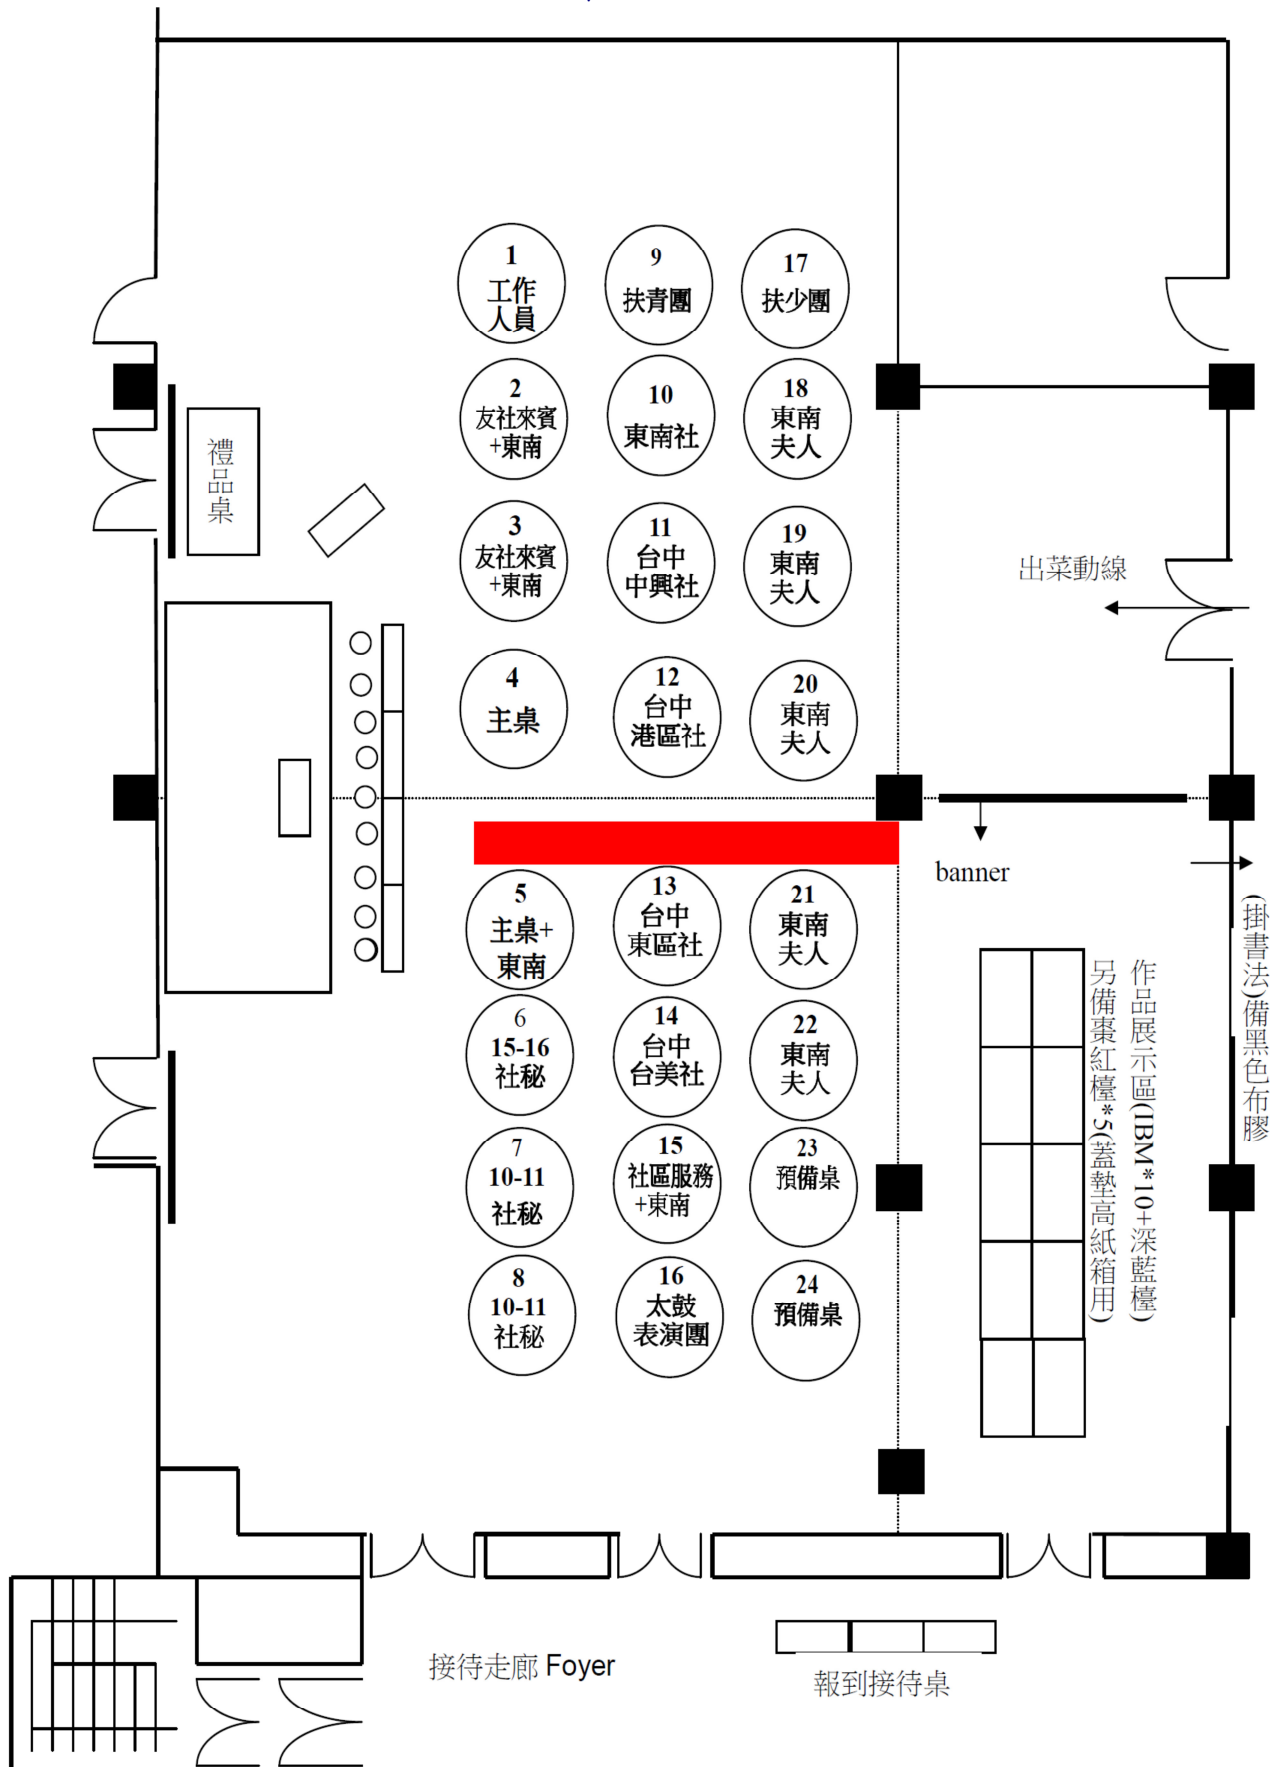 1
工作
人員
9
扶青團
17
扶少團
2
友社來賓
+東南
10
東南社
18
東南
夫人
禮品桌
3
友社來賓
+東南
11
台中
中興社
19
東南
夫人
出菜動線
4
主桌
12
台中
港區社
20
東南
夫人
banner
5
主桌+
東南
13
台中
東區社
21
東南
夫人
(掛書法)備黑色布膠
作品展示區(IBM*10+深藍檯)
另備棗紅檯*5(蓋墊高紙箱用)
6
15-16
社秘
14
台中
台美社
22
東南
夫人
7
10-11
社秘
15
社區服務
+東南
23
預備桌
8
10-11
社秘
16
太鼓
表演團
24
預備桌
接待走廊 Foyer
報到接待桌